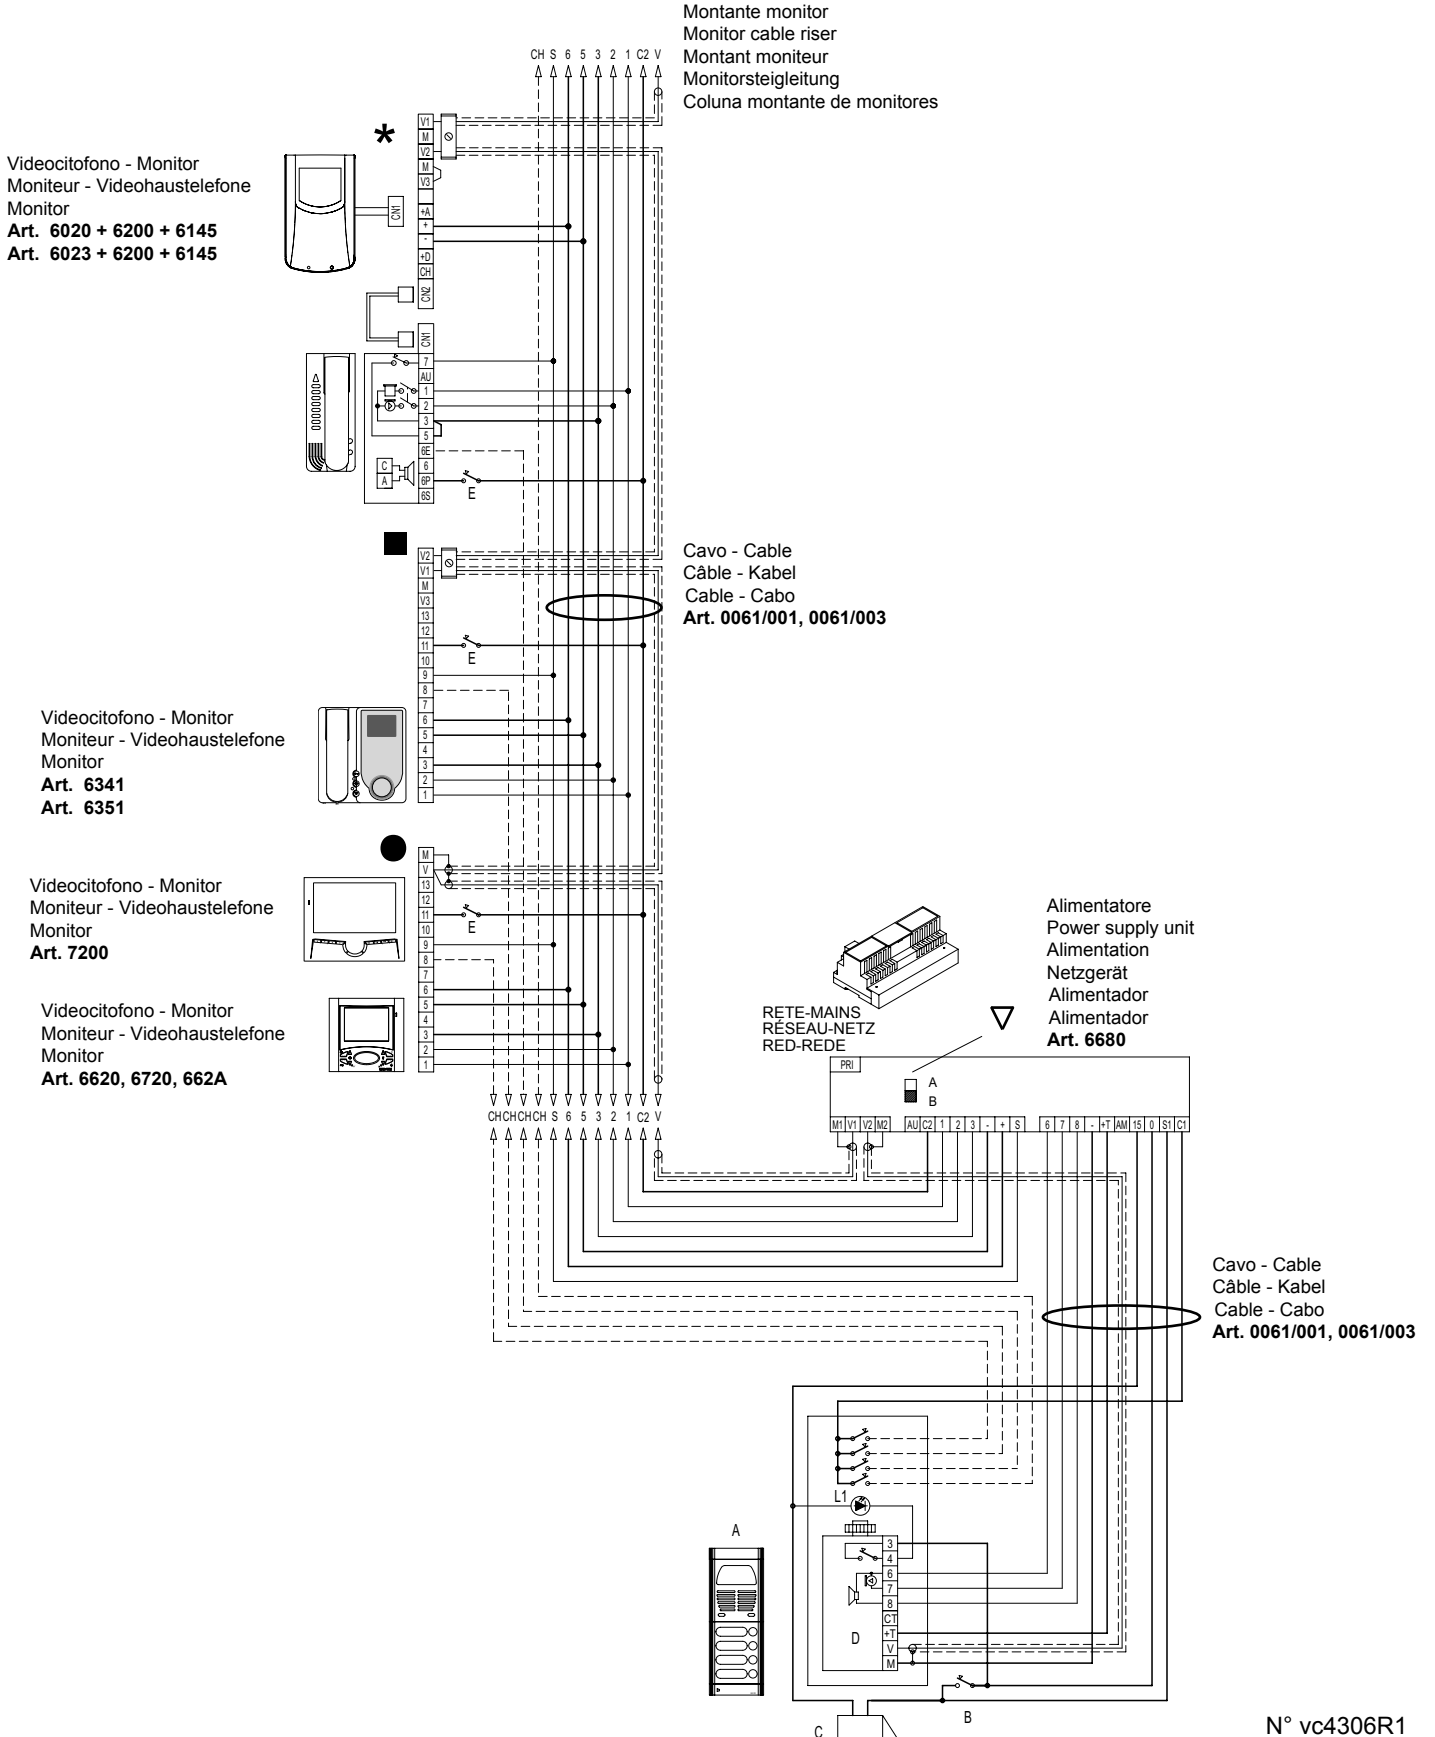 Montante monitor
Monitor cable riser
Montant moniteur
Monitorsteigleitung
Coluna montante de monitores
CH S 6 5 3 2 1 C2 V
*
V1
M
V2
M
V3
+A
+
-
+D
CH
CN2
CN1
Videocitofono - Monitor
Moniteur - Videohaustelefone
Monitor
Art. 6020 + 6200 + 6145
Art. 6023 + 6200 + 6145
CN1
7
AU
1
2
3
5
6E
6
6P
6S
C
A
E
V2
V1
M
V3
13
12
11
10
9
8
7
6
5
4
3
2
1
E
Cavo - Cable
Câble - Kabel
Cable - Cabo
Art. 0061/001, 0061/003
Videocitofono - Monitor
Moniteur - Videohaustelefone
Monitor
Art. 6341
Art. 6351
M
V
13
12
11
10
9
8
7
6
5
4
3
2
1
E
Videocitofono - Monitor
Moniteur - Videohaustelefone
Monitor
Art. 7200
Videocitofono - Monitor
Moniteur - Videohaustelefone
Monitor
Art. 6620, 6720, 662A
Alimentatore
Power supply unit
Alimentation
Netzgerät
Alimentador
Alimentador
Art. 6680
RETE-MAINS
RÉSEAU-NETZ
RED-REDE
PRI
A
B
M1 V1 V2 M2 AU C2 1 2 3 - + S 6 7 8 - +T AM 15 0 S1 C1
CH CH CH CH S 6 5 3 2 1 C2 V
Cavo - Cable
Câble - Kabel
Cable - Cabo
Art. 0061/001, 0061/003
L1
A
3
4
6
7
8
CT
+T
V
M
D
B
C
N° vc4306R1